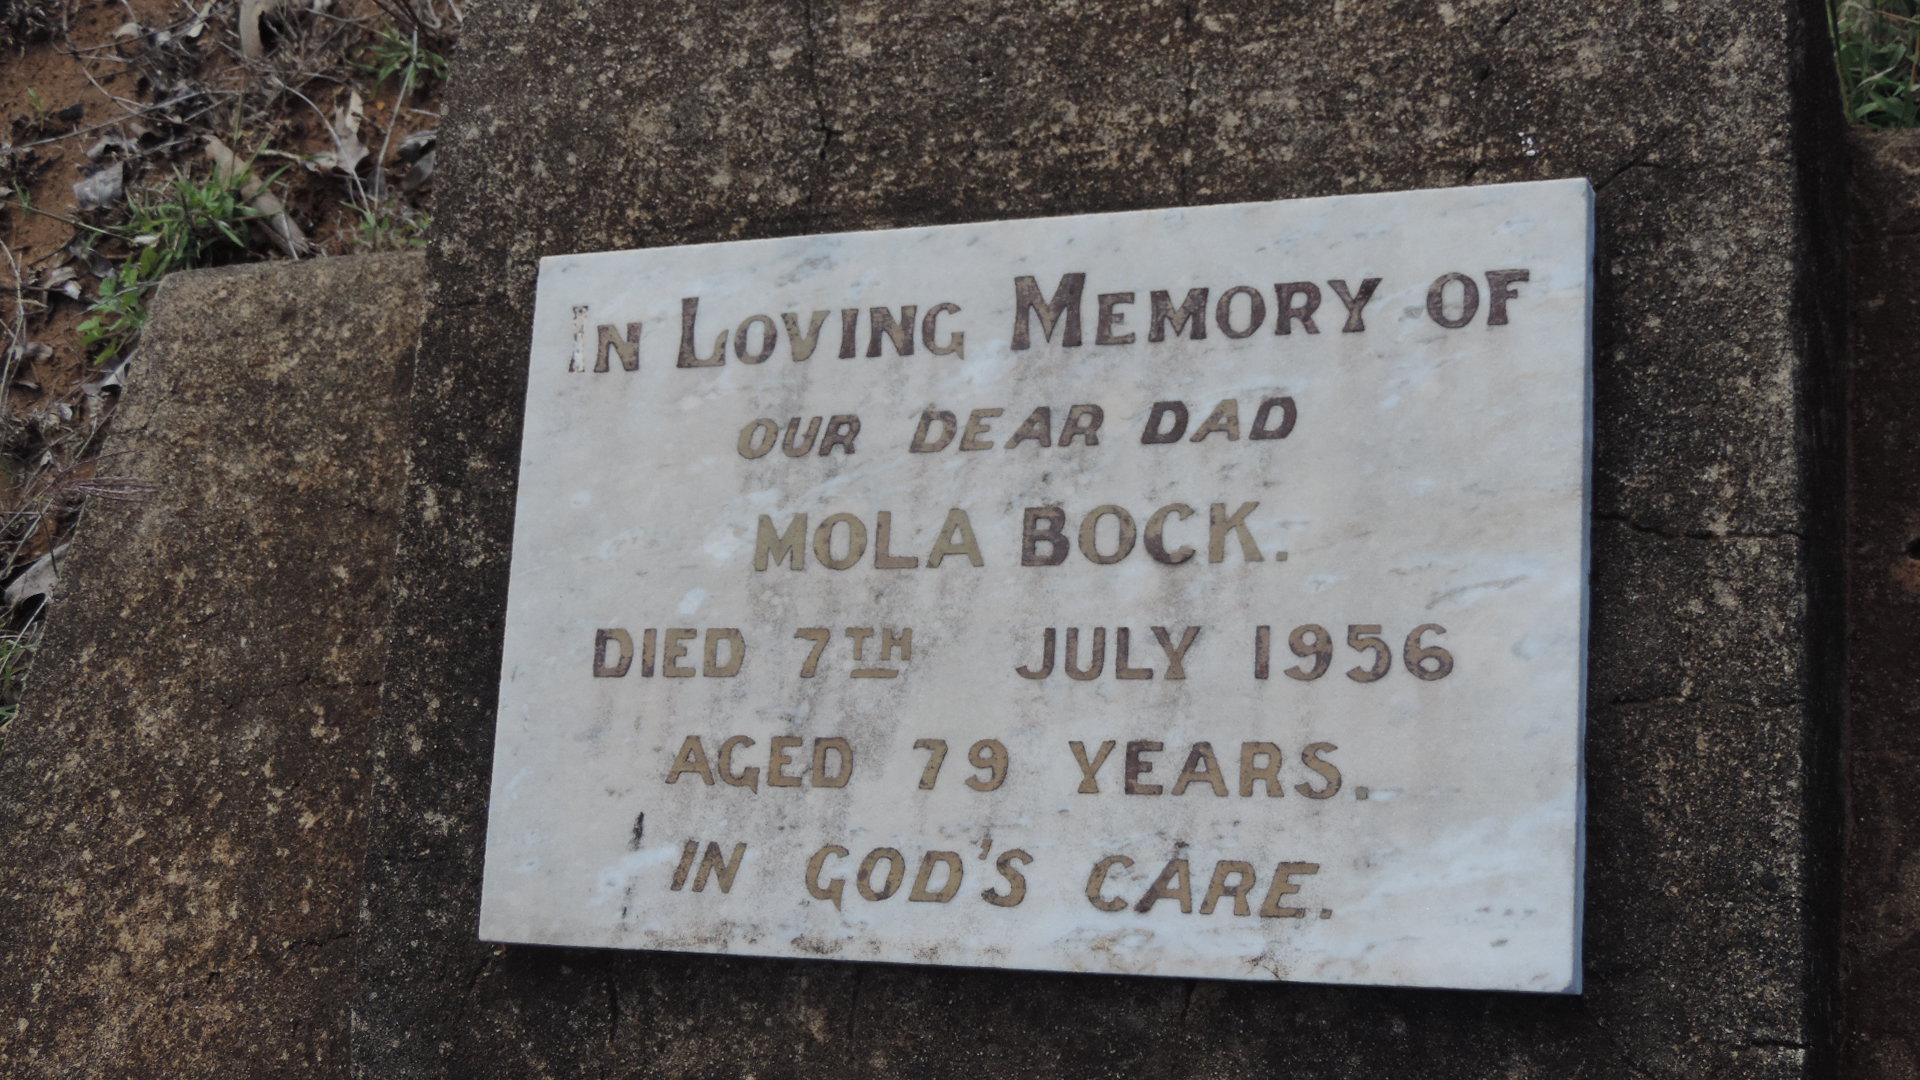 IN LOVING MEMORY OF
OUR DEAR DAD
MOLA BOCK.
DIED 7TH JULY 1956
AGED 79 YEARS.
IN GOD'S CARE.